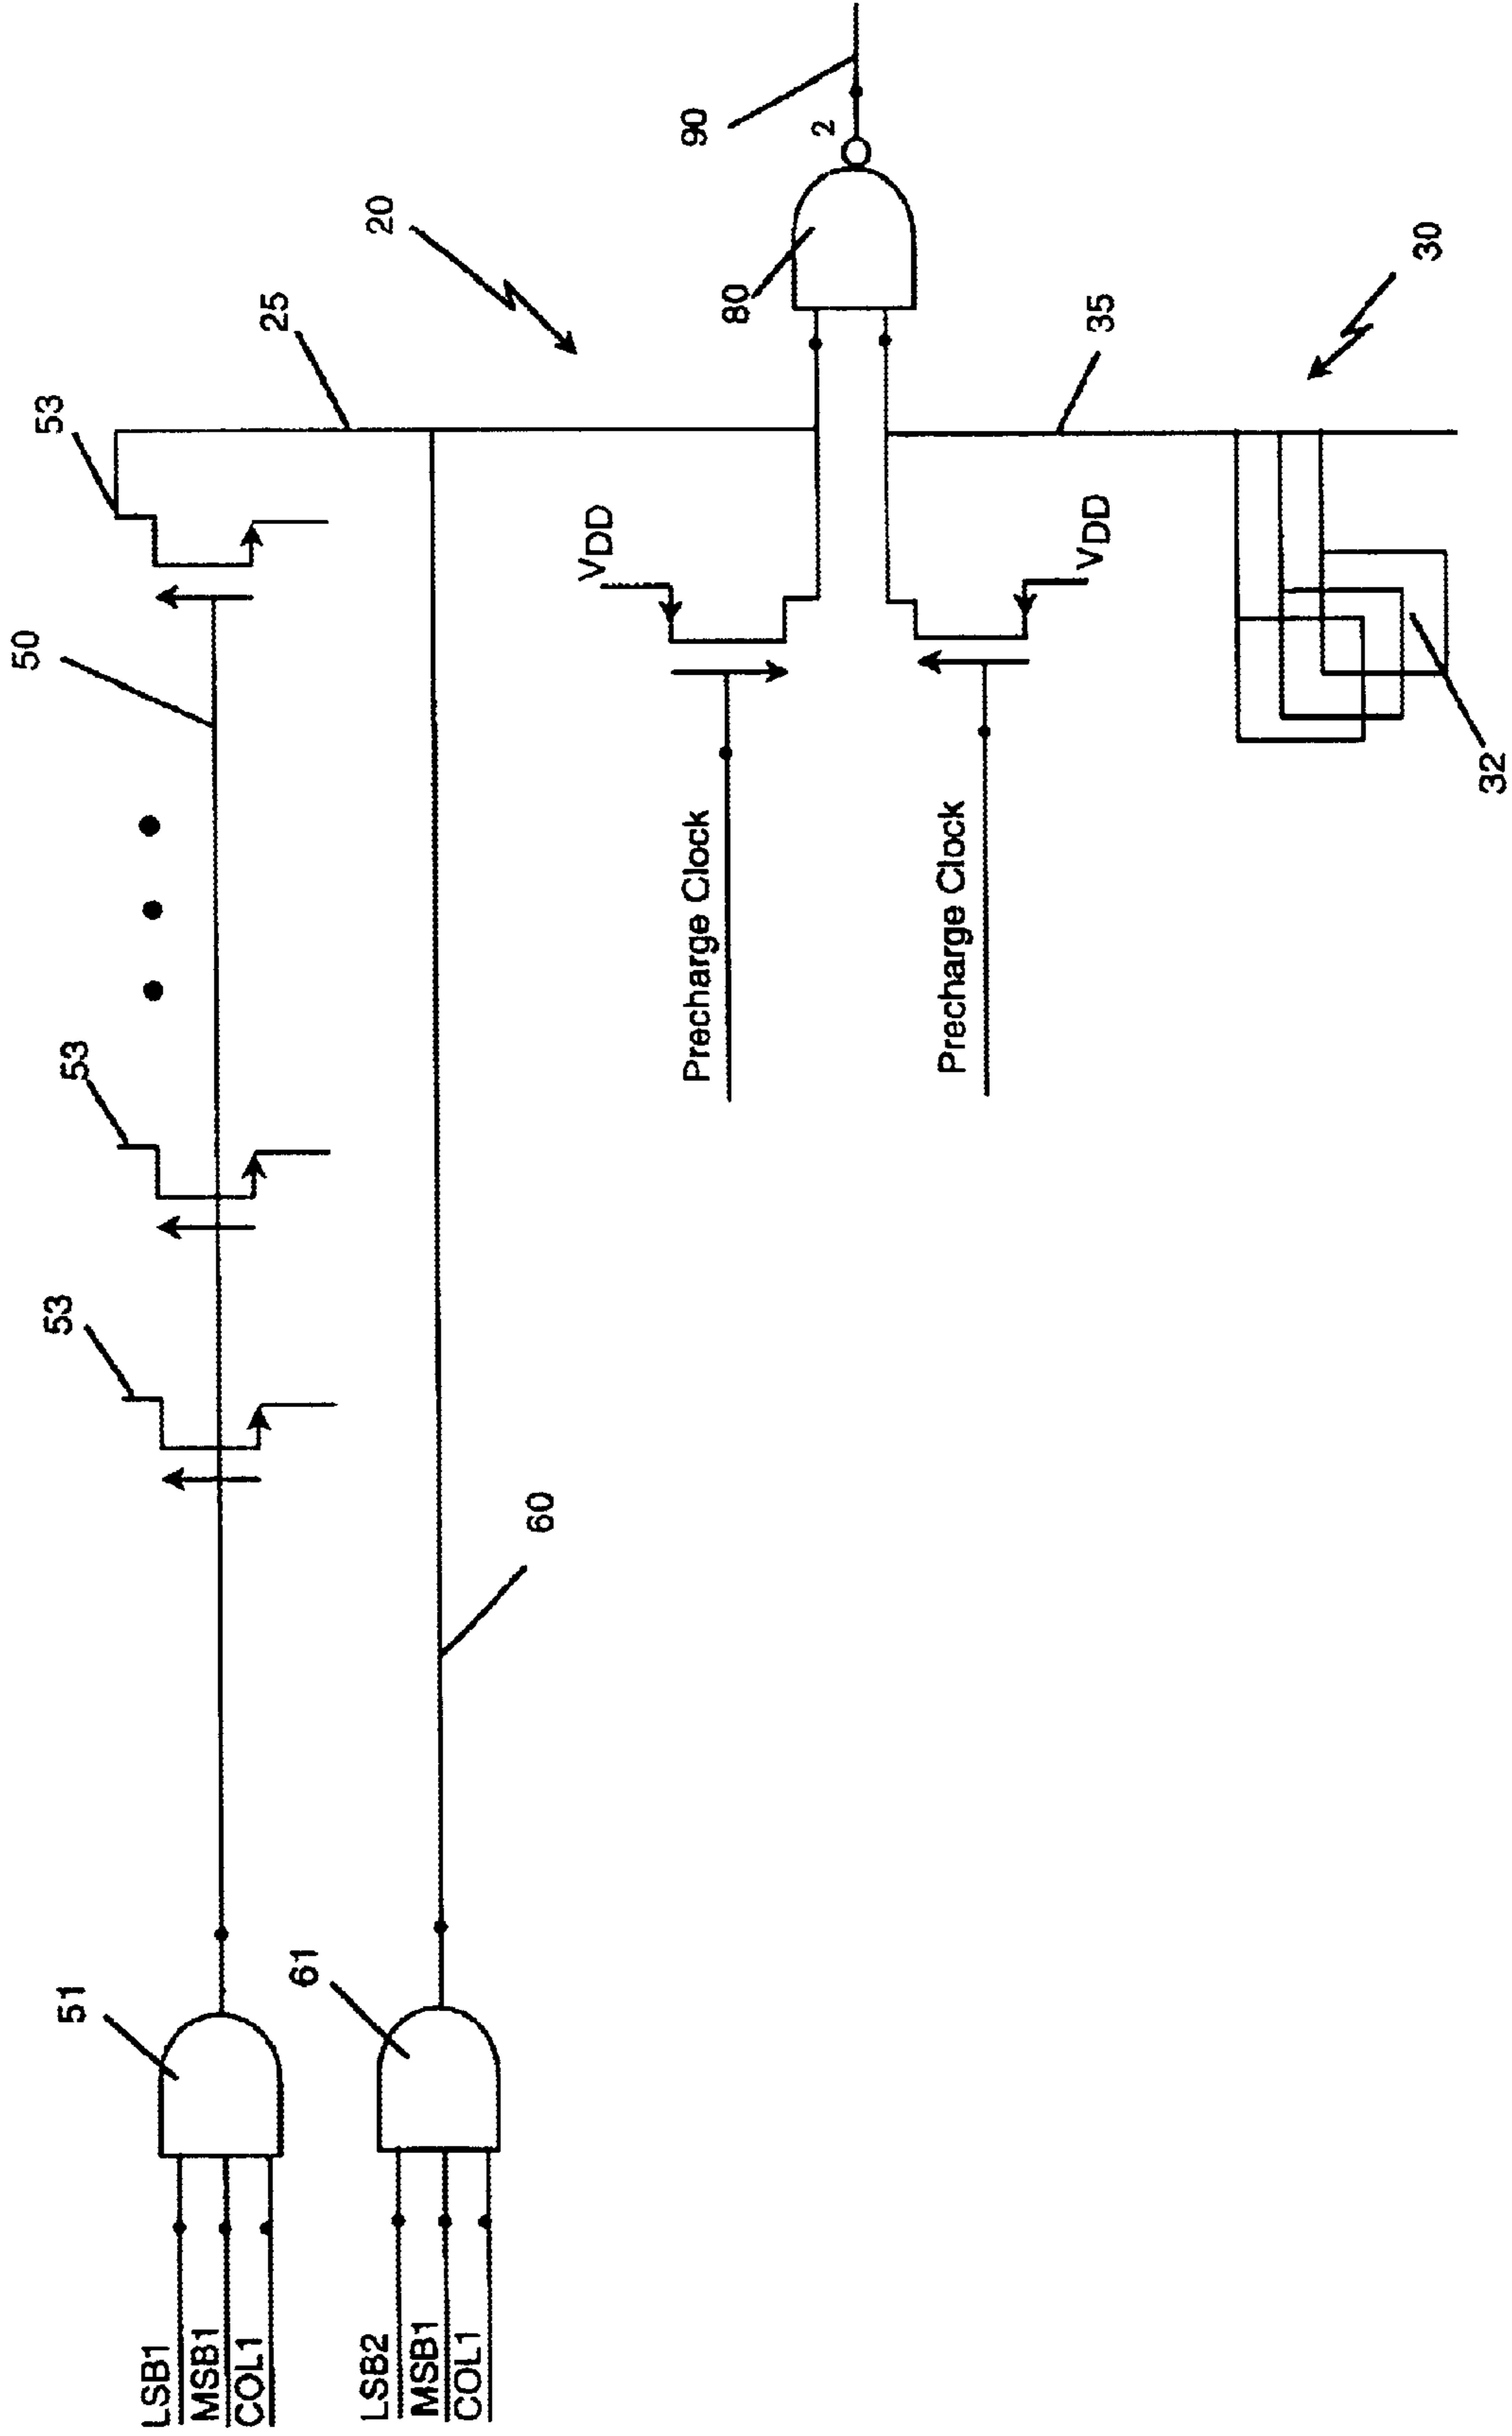 51
LSB1
MSB1
COL1
61
LSB2
MSB1
COL1
53
53
50
53
60
25
20
90
2
80
VDD
Precharge Clock
35
30
VDD
Precharge Clock
32